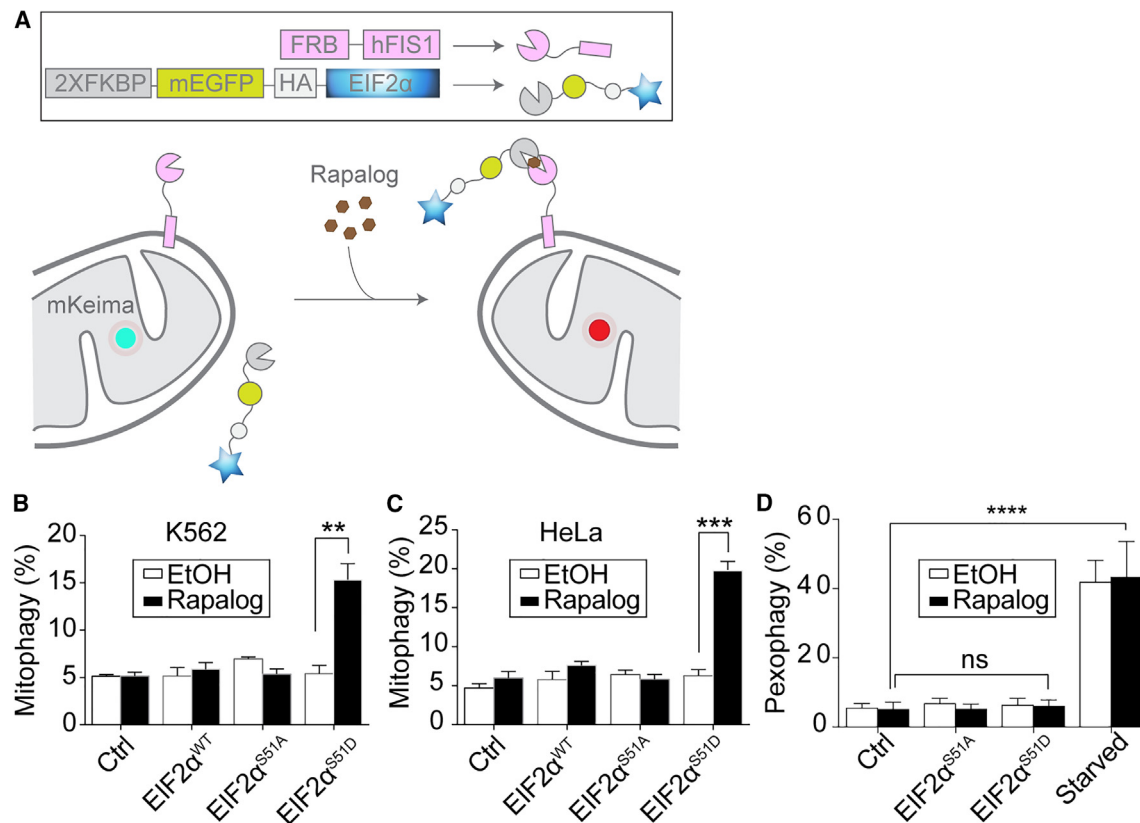 A
FRB hFIS1
2XFKBP mEGFP HA EIF2α
Rapalog
mKeima
B
K562
**
Mitophagy (%)
20
15
10
5
0
EtOH
Rapalog
Ctrl
EIF2α^WT
EIF2α^S51A
EIF2α^S51D
C
HeLa
***
Mitophagy (%)
25
20
15
10
5
0
EtOH
Rapalog
Ctrl
EIF2α^WT
EIF2α^S51A
EIF2α^S51D
D
****
Pexophagy (%)
60
40
20
0
EtOH
Rapalog
ns
Ctrl
EIF2α^S51A
EIF2α^S51D
Starved